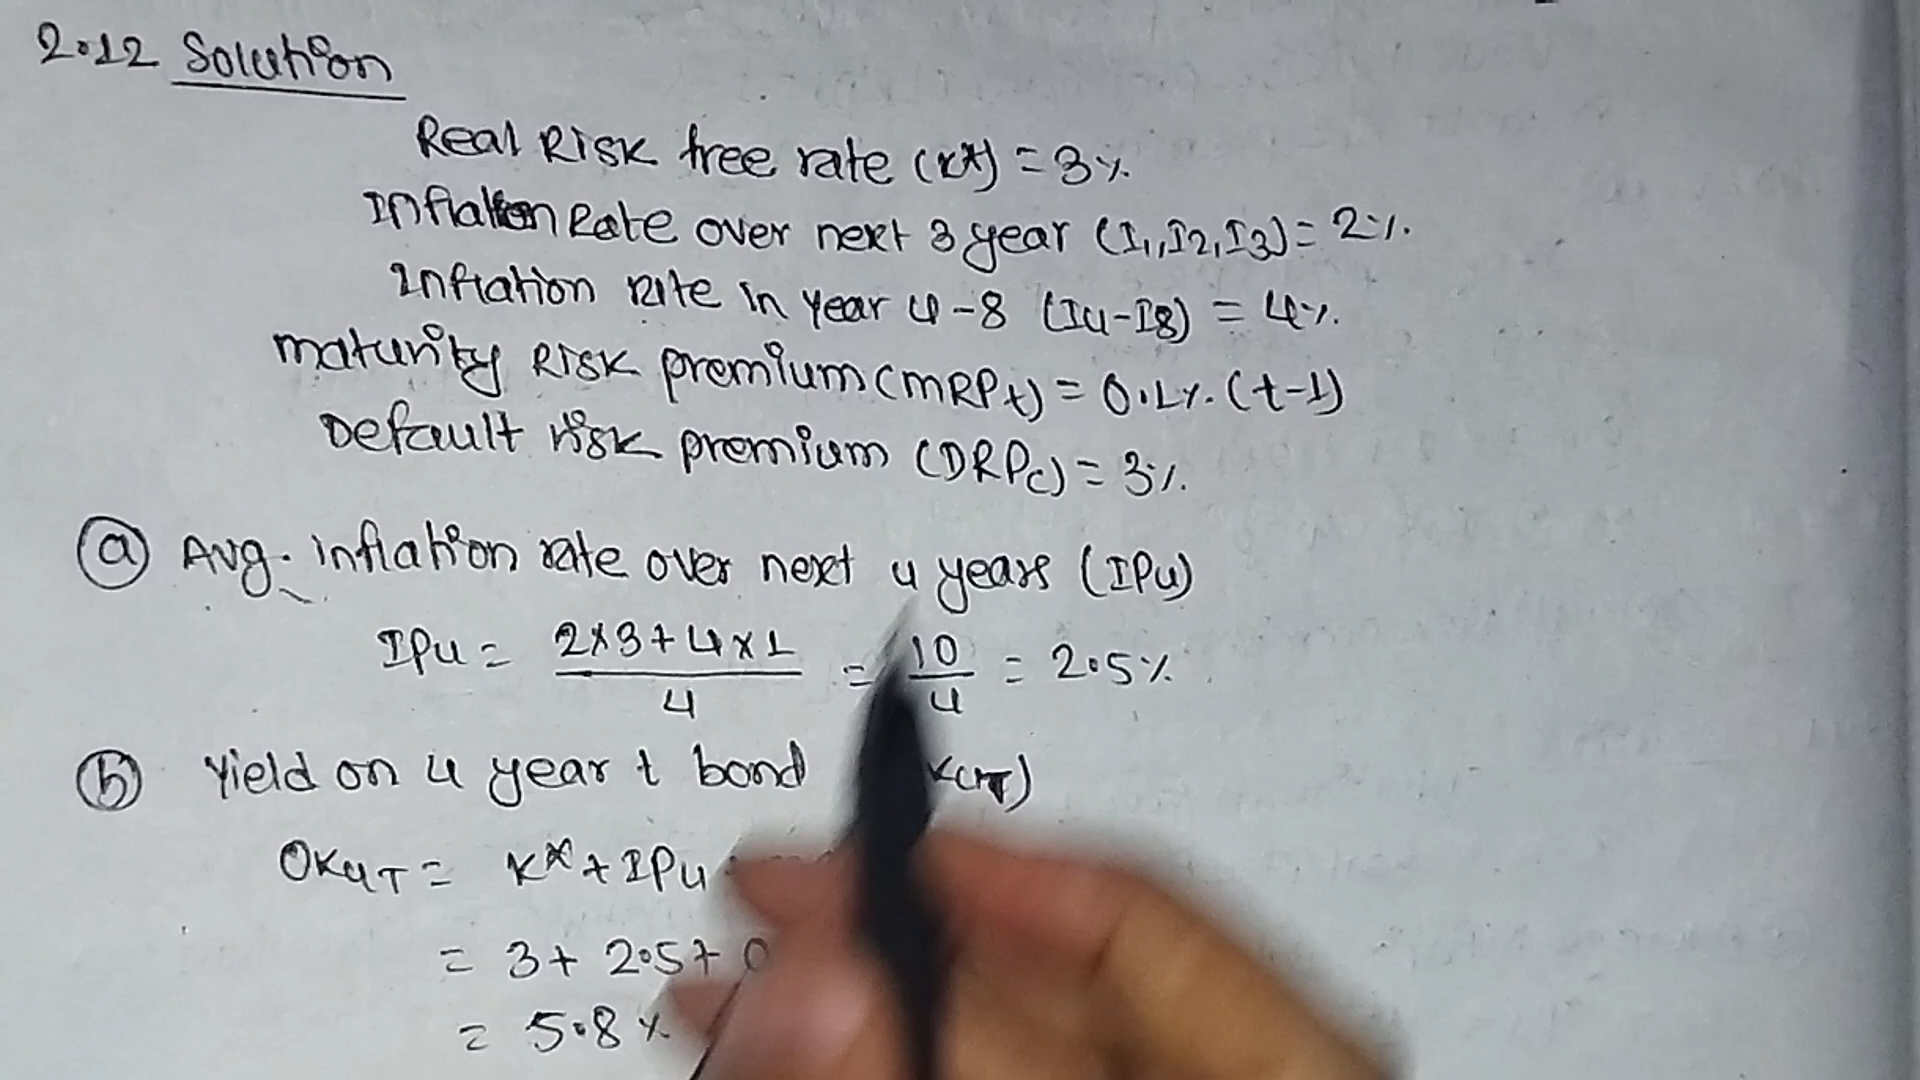 2.12 Solution
Real Risk free rate (K*) = 3%
Inflation Rate over next 3 year (I1, I2, I3) = 2%.
Inflation rate in year 4-8 (I4-I8) = 4%.
maturity Risk premium (MRPt) = 0.1%. (t-1)
Default risk premium (DRPc) = 3%.
(a) Avg. inflation rate over next 4 years (IP4)
IP4 = 2×3+4×1 / 4 = 10 / 4 = 2.5%
(b) Yield on 4 year t bond
OK4T = K* + IP4
= 3 + 2.5 + 0
= 5.8%